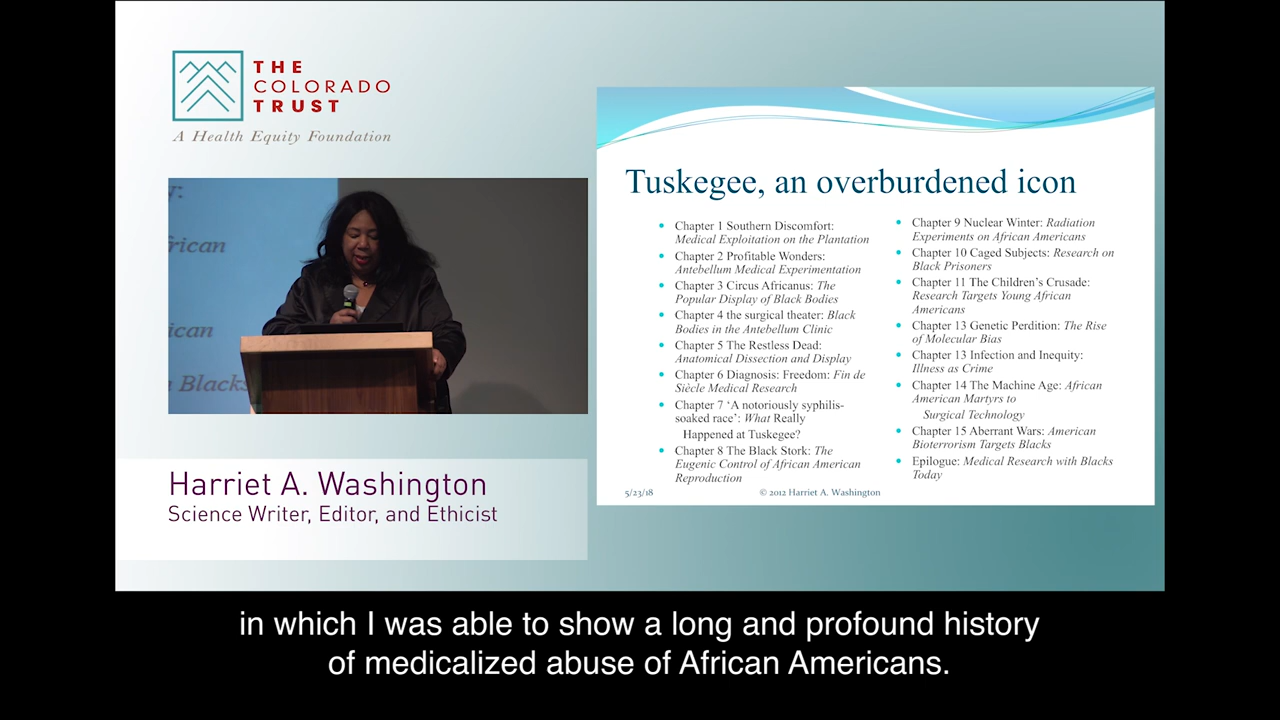 THE
COLORADO
TRUST
A Health Equity Foundation
y:
frican
ican
n Blacks
Harriet A. Washington
Science Writer, Editor, and Ethicist
Tuskegee, an overburdened icon
Chapter 1 Southern Discomfort:
Medical Exploitation on the Plantation
Chapter 2 Profitable Wonders:
Antebellum Medical Experimentation
Chapter 3 Circus Africanus: The
Popular Display of Black Bodies
Chapter 4 the surgical theater: Black
Bodies in the Antebellum Clinic
Chapter 5 The Restless Dead:
Anatomical Dissection and Display
Chapter 6 Diagnosis: Freedom: Fin de
Siècle Medical Research
Chapter 7 ‘A notoriously syphilis-
soaked race’: What Really
Happened at Tuskegee?
Chapter 8 The Black Stork: The
Eugenic Control of African American
Reproduction
Chapter 9 Nuclear Winter: Radiation
Experiments on African Americans
Chapter 10 Caged Subjects: Research on
Black Prisoners
Chapter 11 The Children’s Crusade:
Research Targets Young African
Americans
Chapter 13 Genetic Perdition: The Rise
of Molecular Bias
Chapter 13 Infection and Inequity:
Illness as Crime
Chapter 14 The Machine Age: African
American Martyrs to
Surgical Technology
Chapter 15 Aberrant Wars: American
Bioterrorism Targets Blacks
Epilogue: Medical Research with Blacks
Today
5/23/18
© 2012 Harriet A. Washington
in which I was able to show a long and profound history
of medicalized abuse of African Americans.